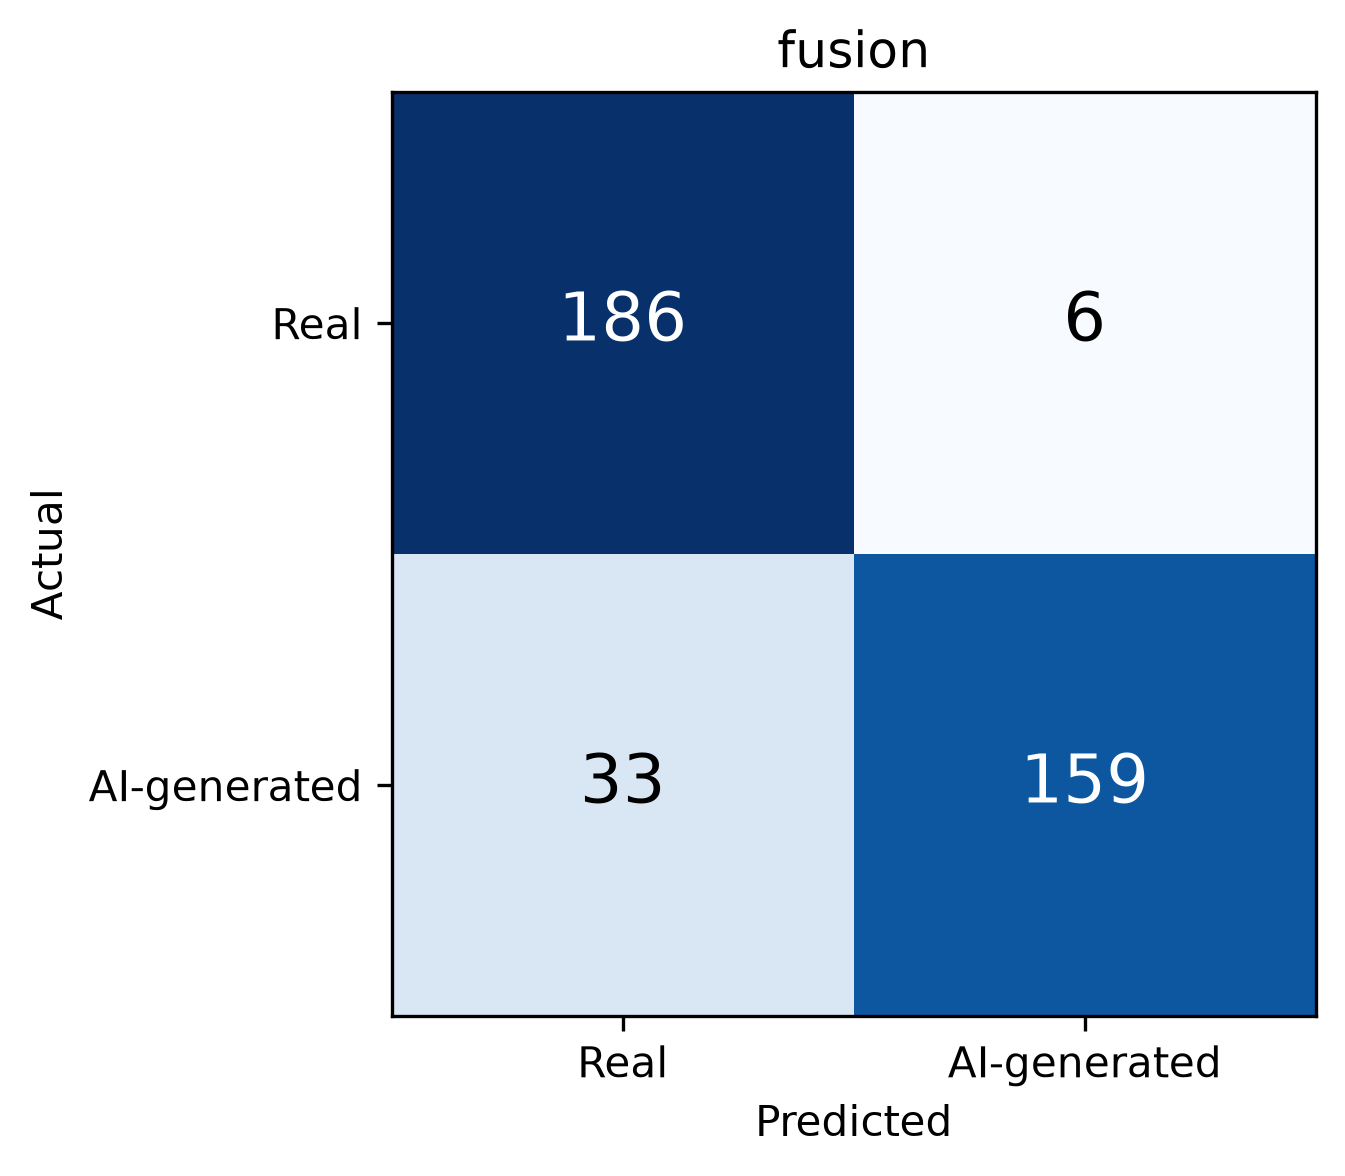 fusion
Actual
Real
186
6
AI-generated
33
159
Real
AI-generated
Predicted